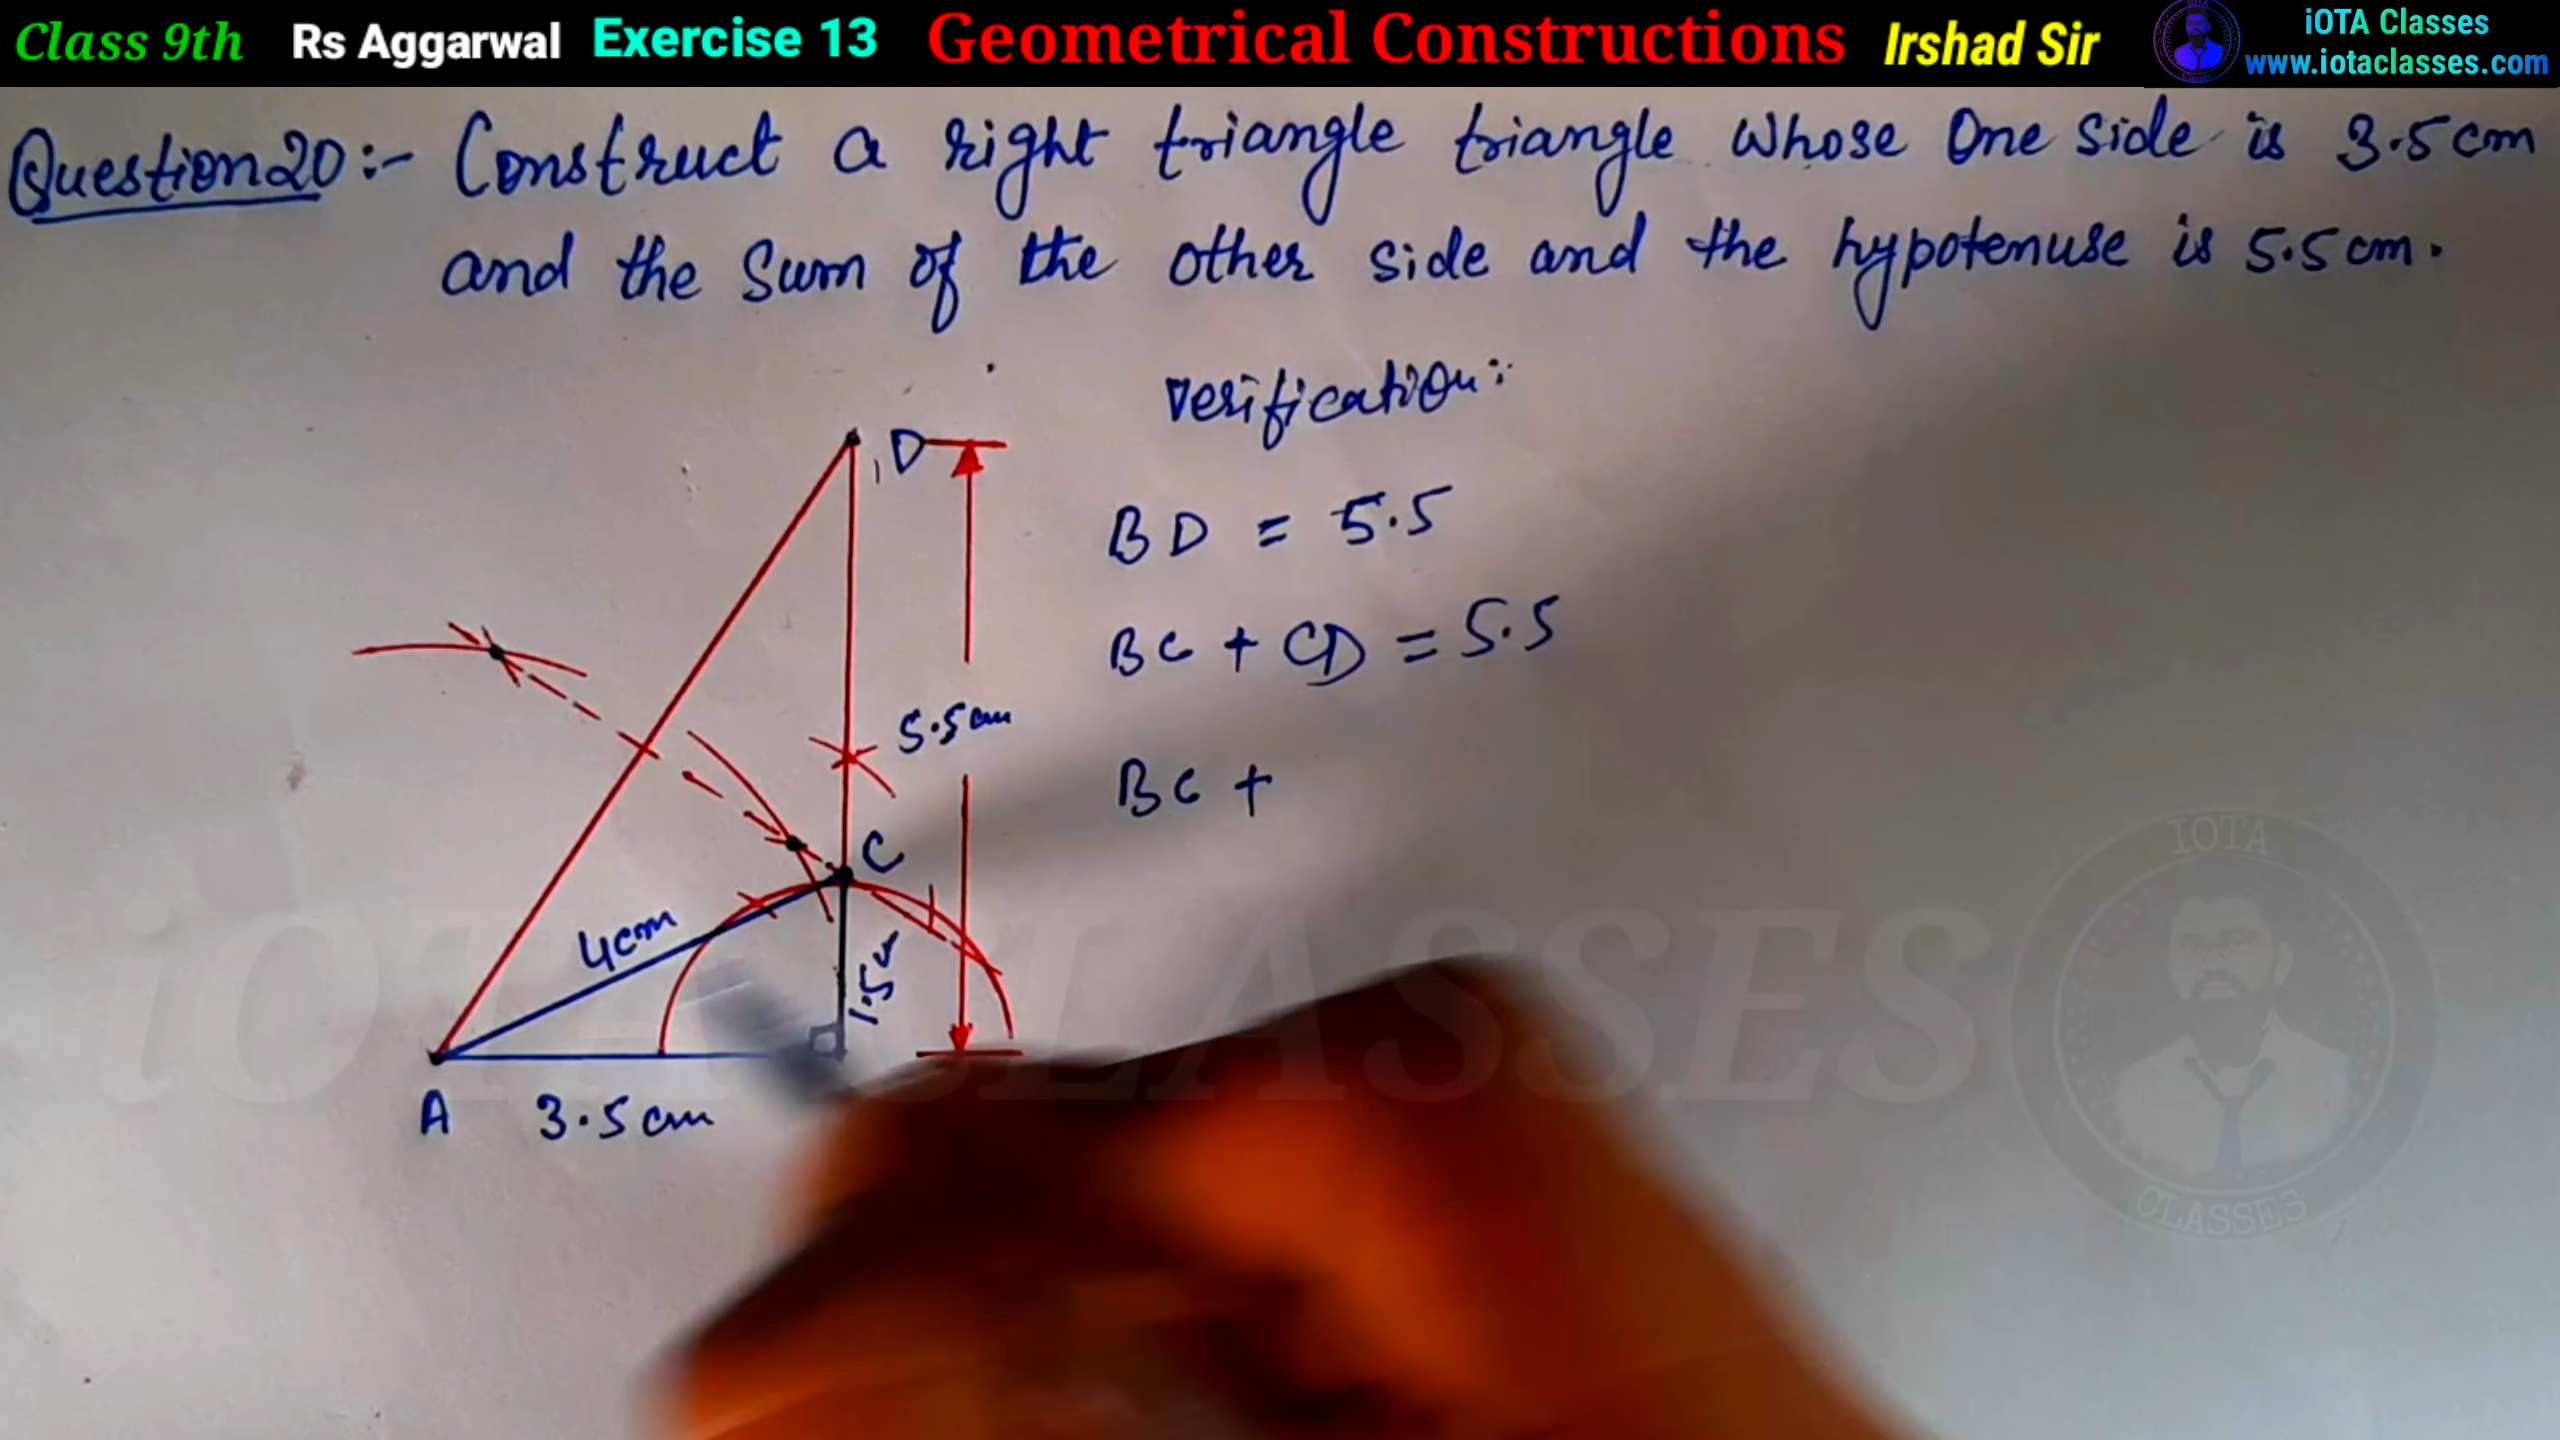 Class 9th Rs Aggarwal Exercise 13 Geometrical Constructions Irshad Sir iOTA Classes
www.iotaclasses.com
Question20:- Construct a right triangle triangle whose One side is 3.5cm
and the Sum of the other side and the hypotenuse is 5.5cm.
Verification:
D
BD = 5.5
BC + CD = 5.5
5.5cm
BC +
C
4cm
1.5
A 3.5cm
iOTA CLASSES
IOTA
CLASSES